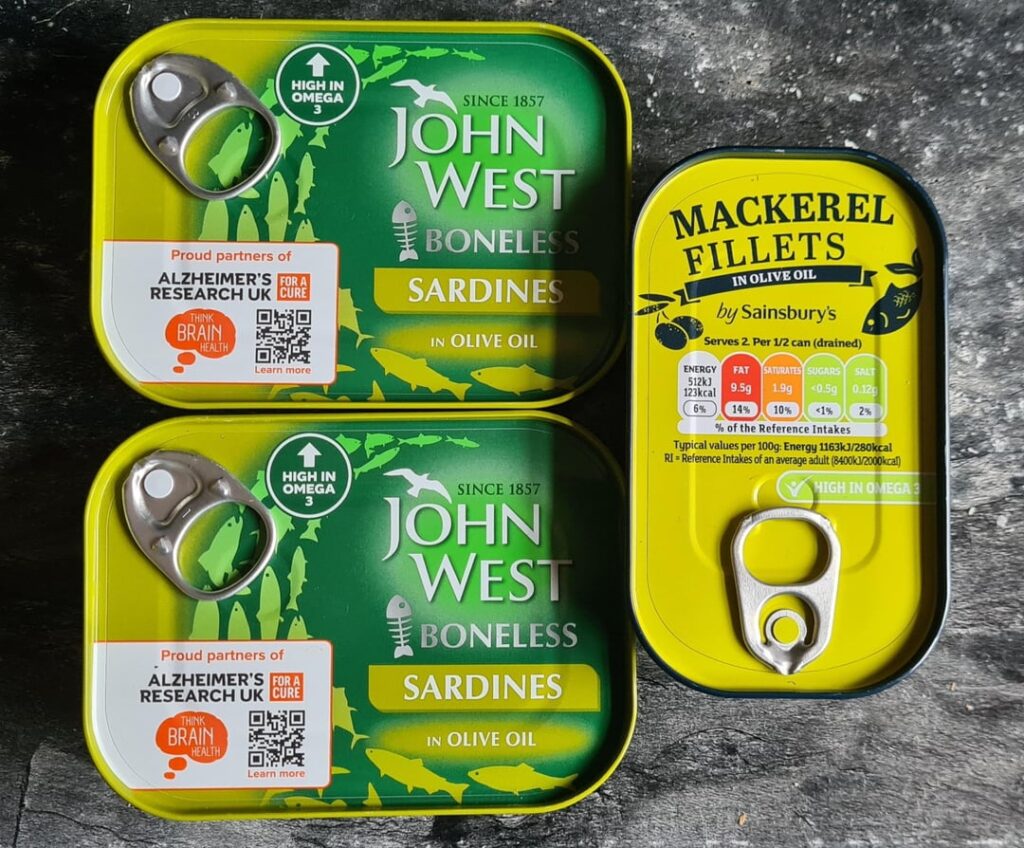 HIGH IN
OMEGA
3
SINCE 1857
JOHN
WEST
BONELESS
SARDINES
IN OLIVE OIL
Proud partners of
ALZHEIMER'S
RESEARCH UK
FOR A
CURE
THINK
BRAIN
HEALTH
Learn more
HIGH IN
OMEGA
3
SINCE 1857
JOHN
WEST
BONELESS
SARDINES
IN OLIVE OIL
Proud partners of
ALZHEIMER'S
RESEARCH UK
FOR A
CURE
THINK
BRAIN
HEALTH
Learn more
MACKEREL
FILLETS
IN OLIVE OIL
by Sainsbury's
Serves 2. Per 1/2 can (drained)
ENERGY FAT SATURATES SUGARS SALT
512kJ
123kcal 9.5g 1.9g <0.5g 0.12g
6% 14% 10% <1% 2%
% of the Reference Intakes
Typical values per 100g: Energy 1163kJ/280kcal
RI = Reference Intakes of an average adult (8400kJ/2000kcal)
HIGH IN OMEGA 3